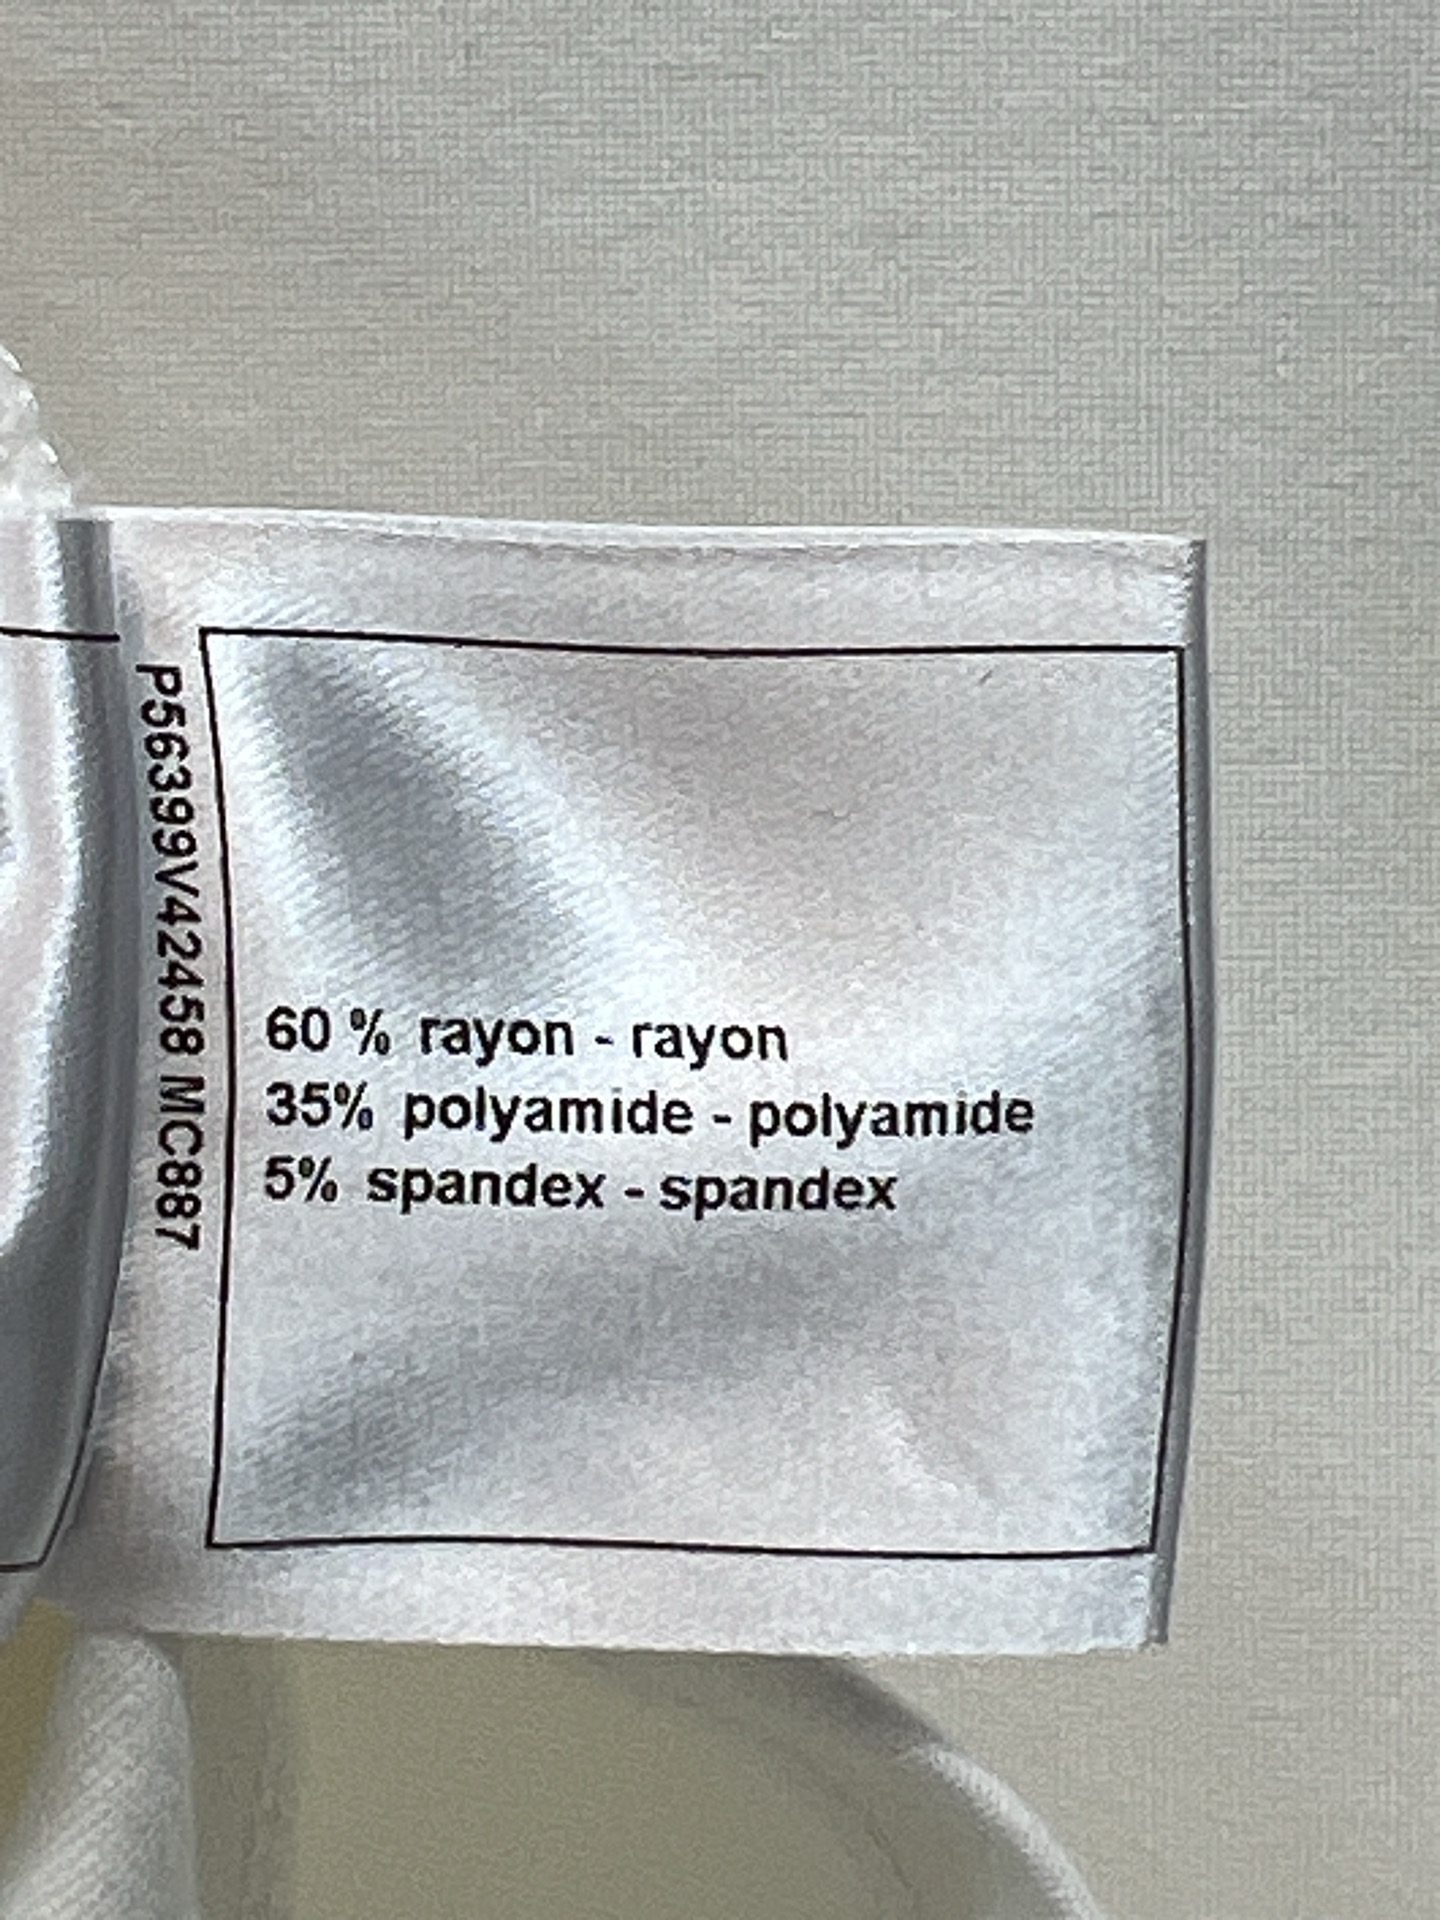 P56399V42458 MC887
60 % rayon - rayon
35% polyamide - polyamide
5% spandex - spandex